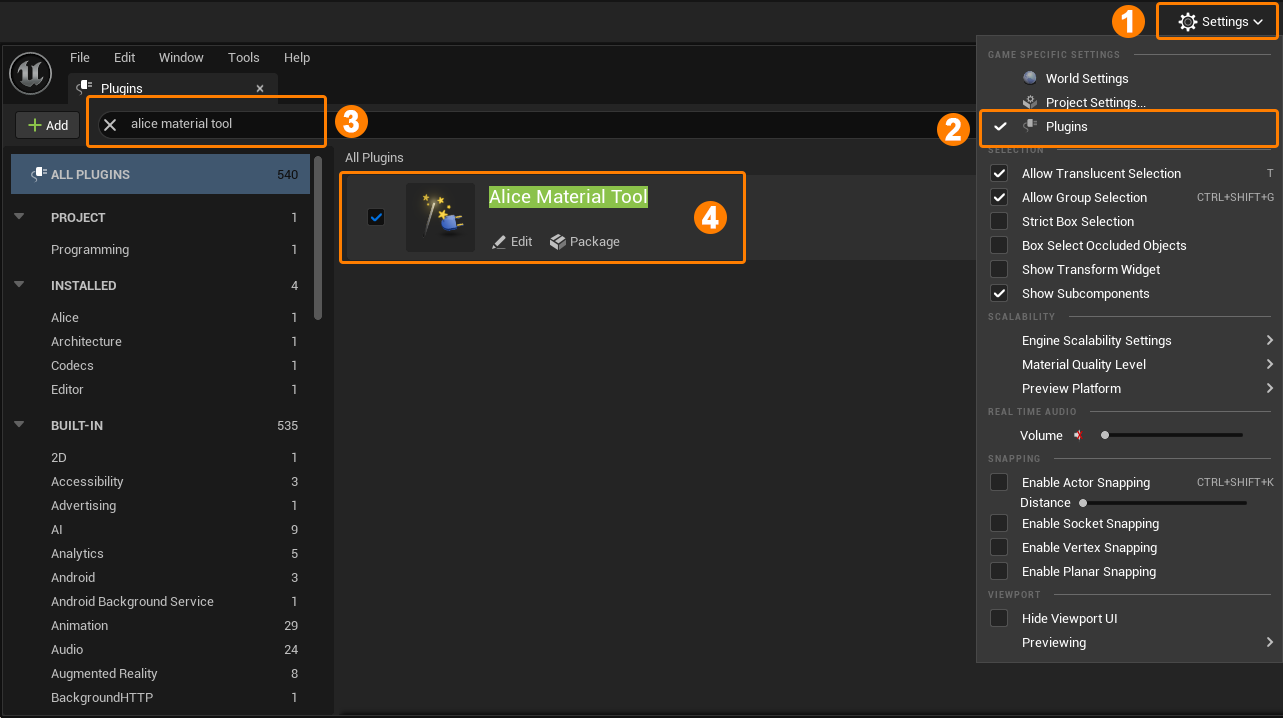 1
Settings
File Edit Window Tools Help
Plugins
Add
alice material tool
3
ALL PLUGINS 540
PROJECT 1
Programming 1
INSTALLED 4
Alice 1
Architecture 1
Codecs 1
Editor 1
BUILT-IN 535
2D 1
Accessibility 3
Advertising 1
AI 9
Analytics 5
Android 3
Android Background Service 1
Animation 29
Audio 24
Augmented Reality 8
BackgroundHTTP 1
All Plugins
Alice Material Tool
Edit Package
4
2
GAME SPECIFIC SETTINGS
World Settings
Project Settings...
Plugins
SELECTION
Allow Translucent Selection T
Allow Group Selection CTRL+SHIFT+G
Strict Box Selection
Box Select Occluded Objects
Show Transform Widget
Show Subcomponents
SCALABILITY
Engine Scalability Settings
Material Quality Level
Preview Platform
REAL TIME AUDIO
Volume
SNAPPING
Enable Actor Snapping CTRL+SHIFT+K
Distance
Enable Socket Snapping
Enable Vertex Snapping
Enable Planar Snapping
VIEWPORT
Hide Viewport UI
Previewing